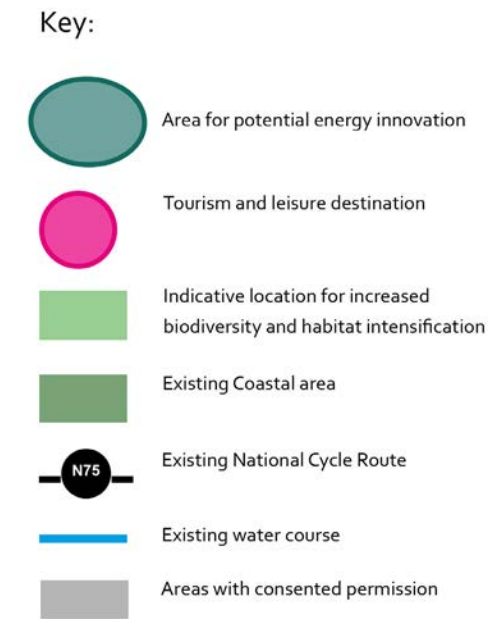 Key:
Area for potential energy innovation
Tourism and leisure destination
Indicative location for increased
biodiversity and habitat intensification
Existing Coastal area
N75
Existing National Cycle Route
Existing water course
Areas with consented permission